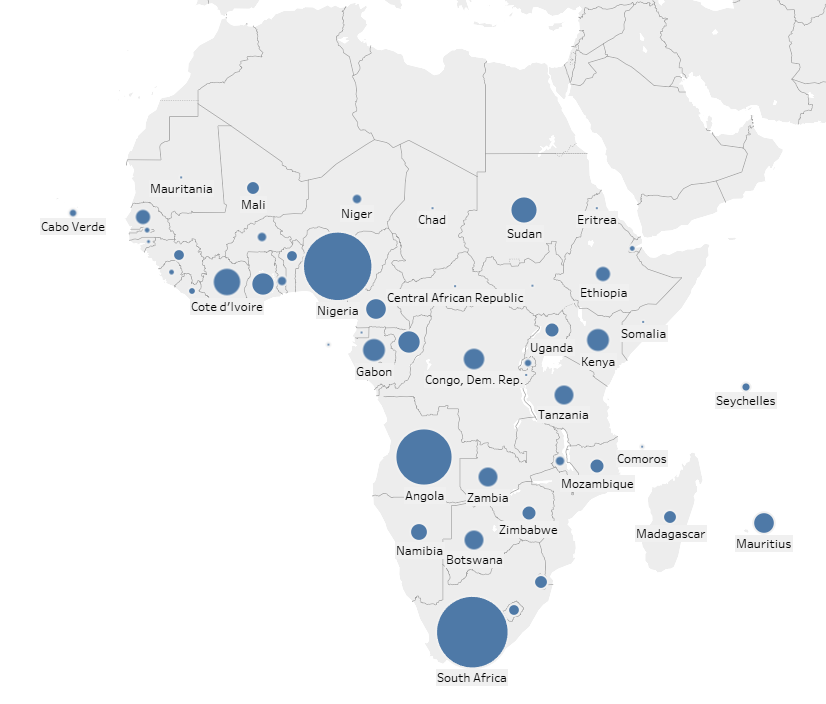 Mauritania
Mali
Niger
Chad
Eritrea
Cabo Verde
Sudan
Ethiopia
Central African Republic
Cote d'Ivoire
Nigeria
Somalia
Uganda
Kenya
Gabon
Congo, Dem. Rep.
Seychelles
Tanzania
Comoros
Mozambique
Angola
Zambia
Zimbabwe
Madagascar
Mauritius
Namibia
Botswana
South Africa